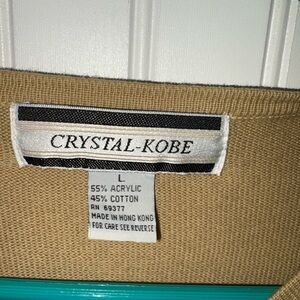 CRYSTAL-KOBE
L
55% ACRYLIC
45% COTTON
RN 69377
MADE IN HONG KONG
FOR CARE SEE REVERSE